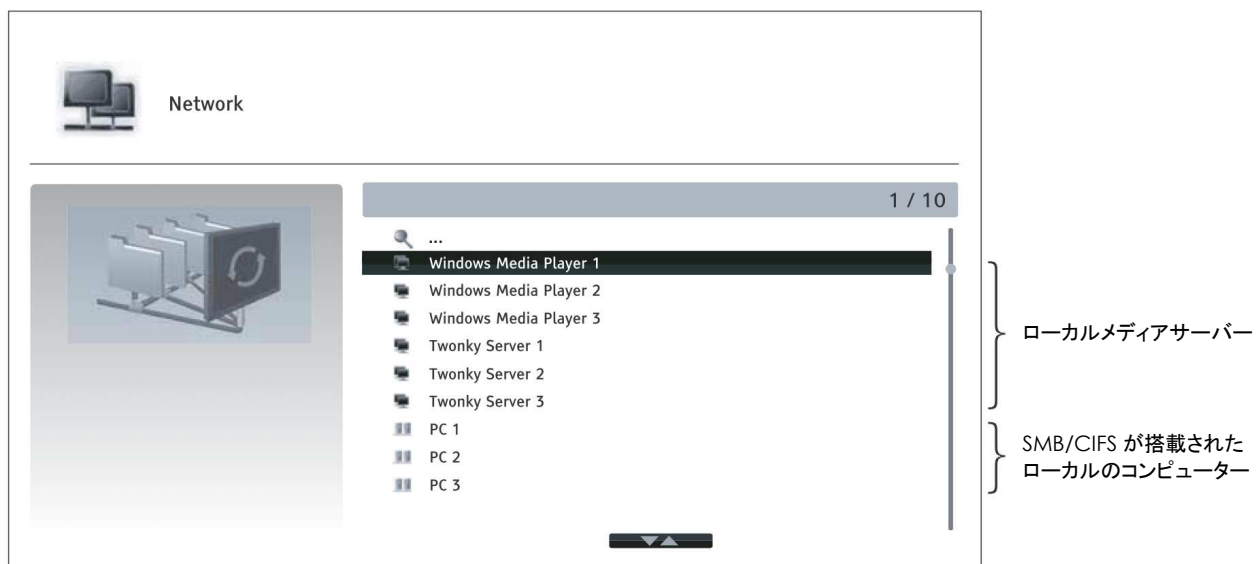 Network
1 / 10
...
Windows Media Player 1
Windows Media Player 2
Windows Media Player 3
Twonky Server 1
Twonky Server 2
Twonky Server 3
PC 1
PC 2
PC 3
ローカルメディアサーバー
SMB/CIFS が搭載された
ローカルのコンピューター